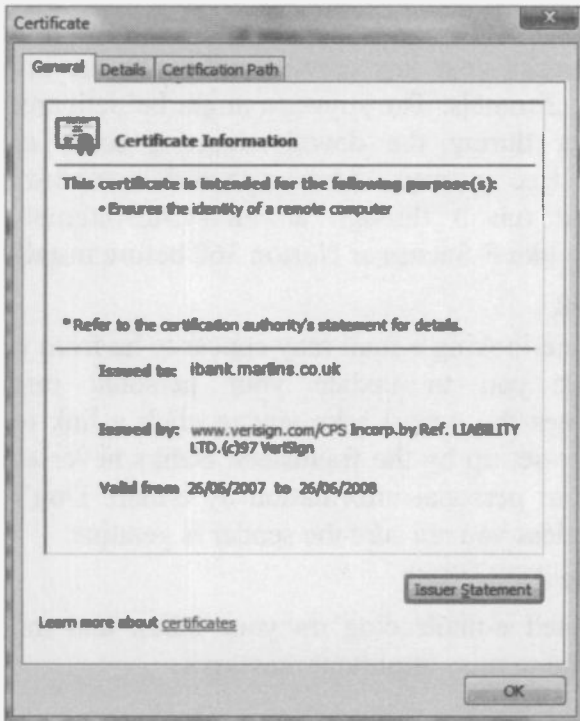 Certificate
General Details Certification Path
Certificate Information
This certificate is intended for the following purpose(s):
• Ensures the identity of a remote computer
* Refer to the certification authority's statement for details.
Issued to: ibank.marlins.co.uk
Issued by: www.verisign.com/CPS Incorp.by Ref. LIABILITY
LTD.(c)97 VeriSign
Valid from 26/06/2007 to 26/06/2008
Issuer Statement
Learn more about certificates
OK